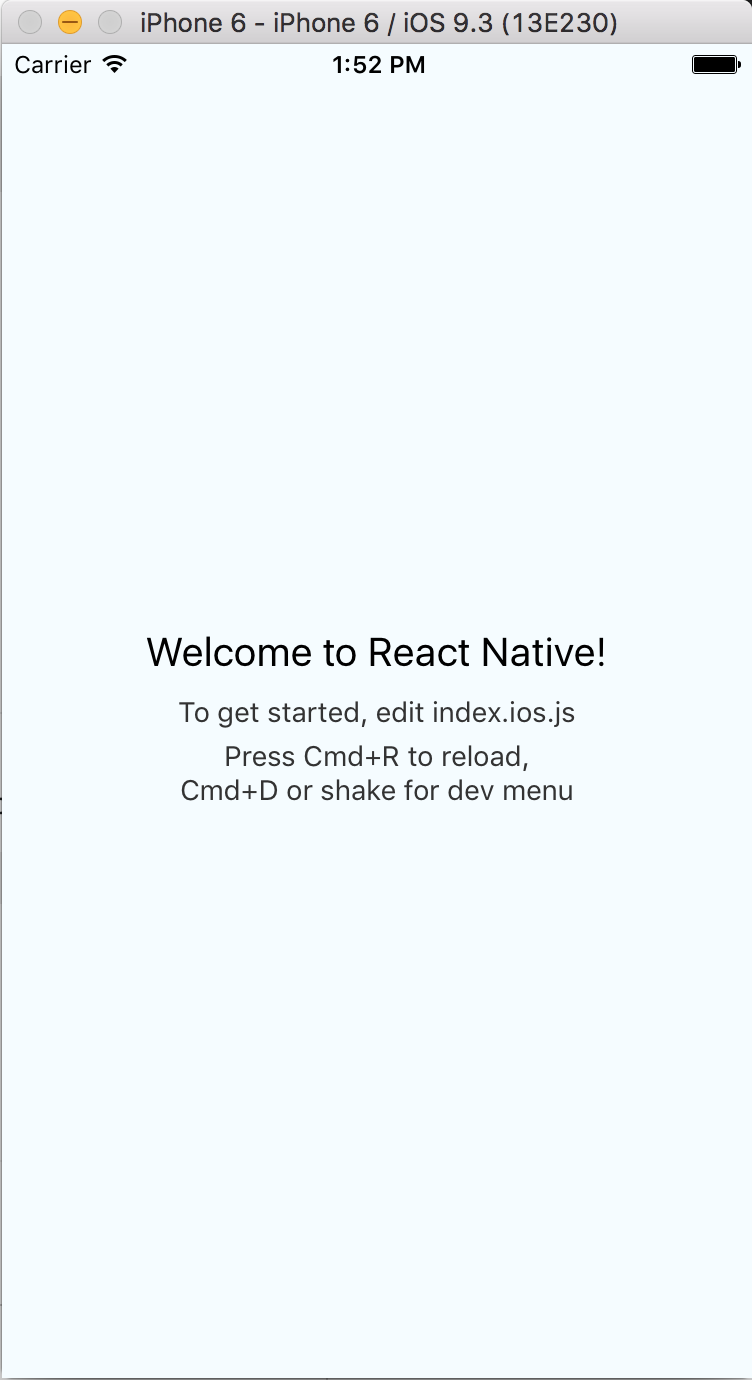 iPhone 6 - iPhone 6 / iOS 9.3 (13E230)
Carrier 1:52 PM
Welcome to React Native!
To get started, edit index.ios.js
Press Cmd+R to reload,
Cmd+D or shake for dev menu